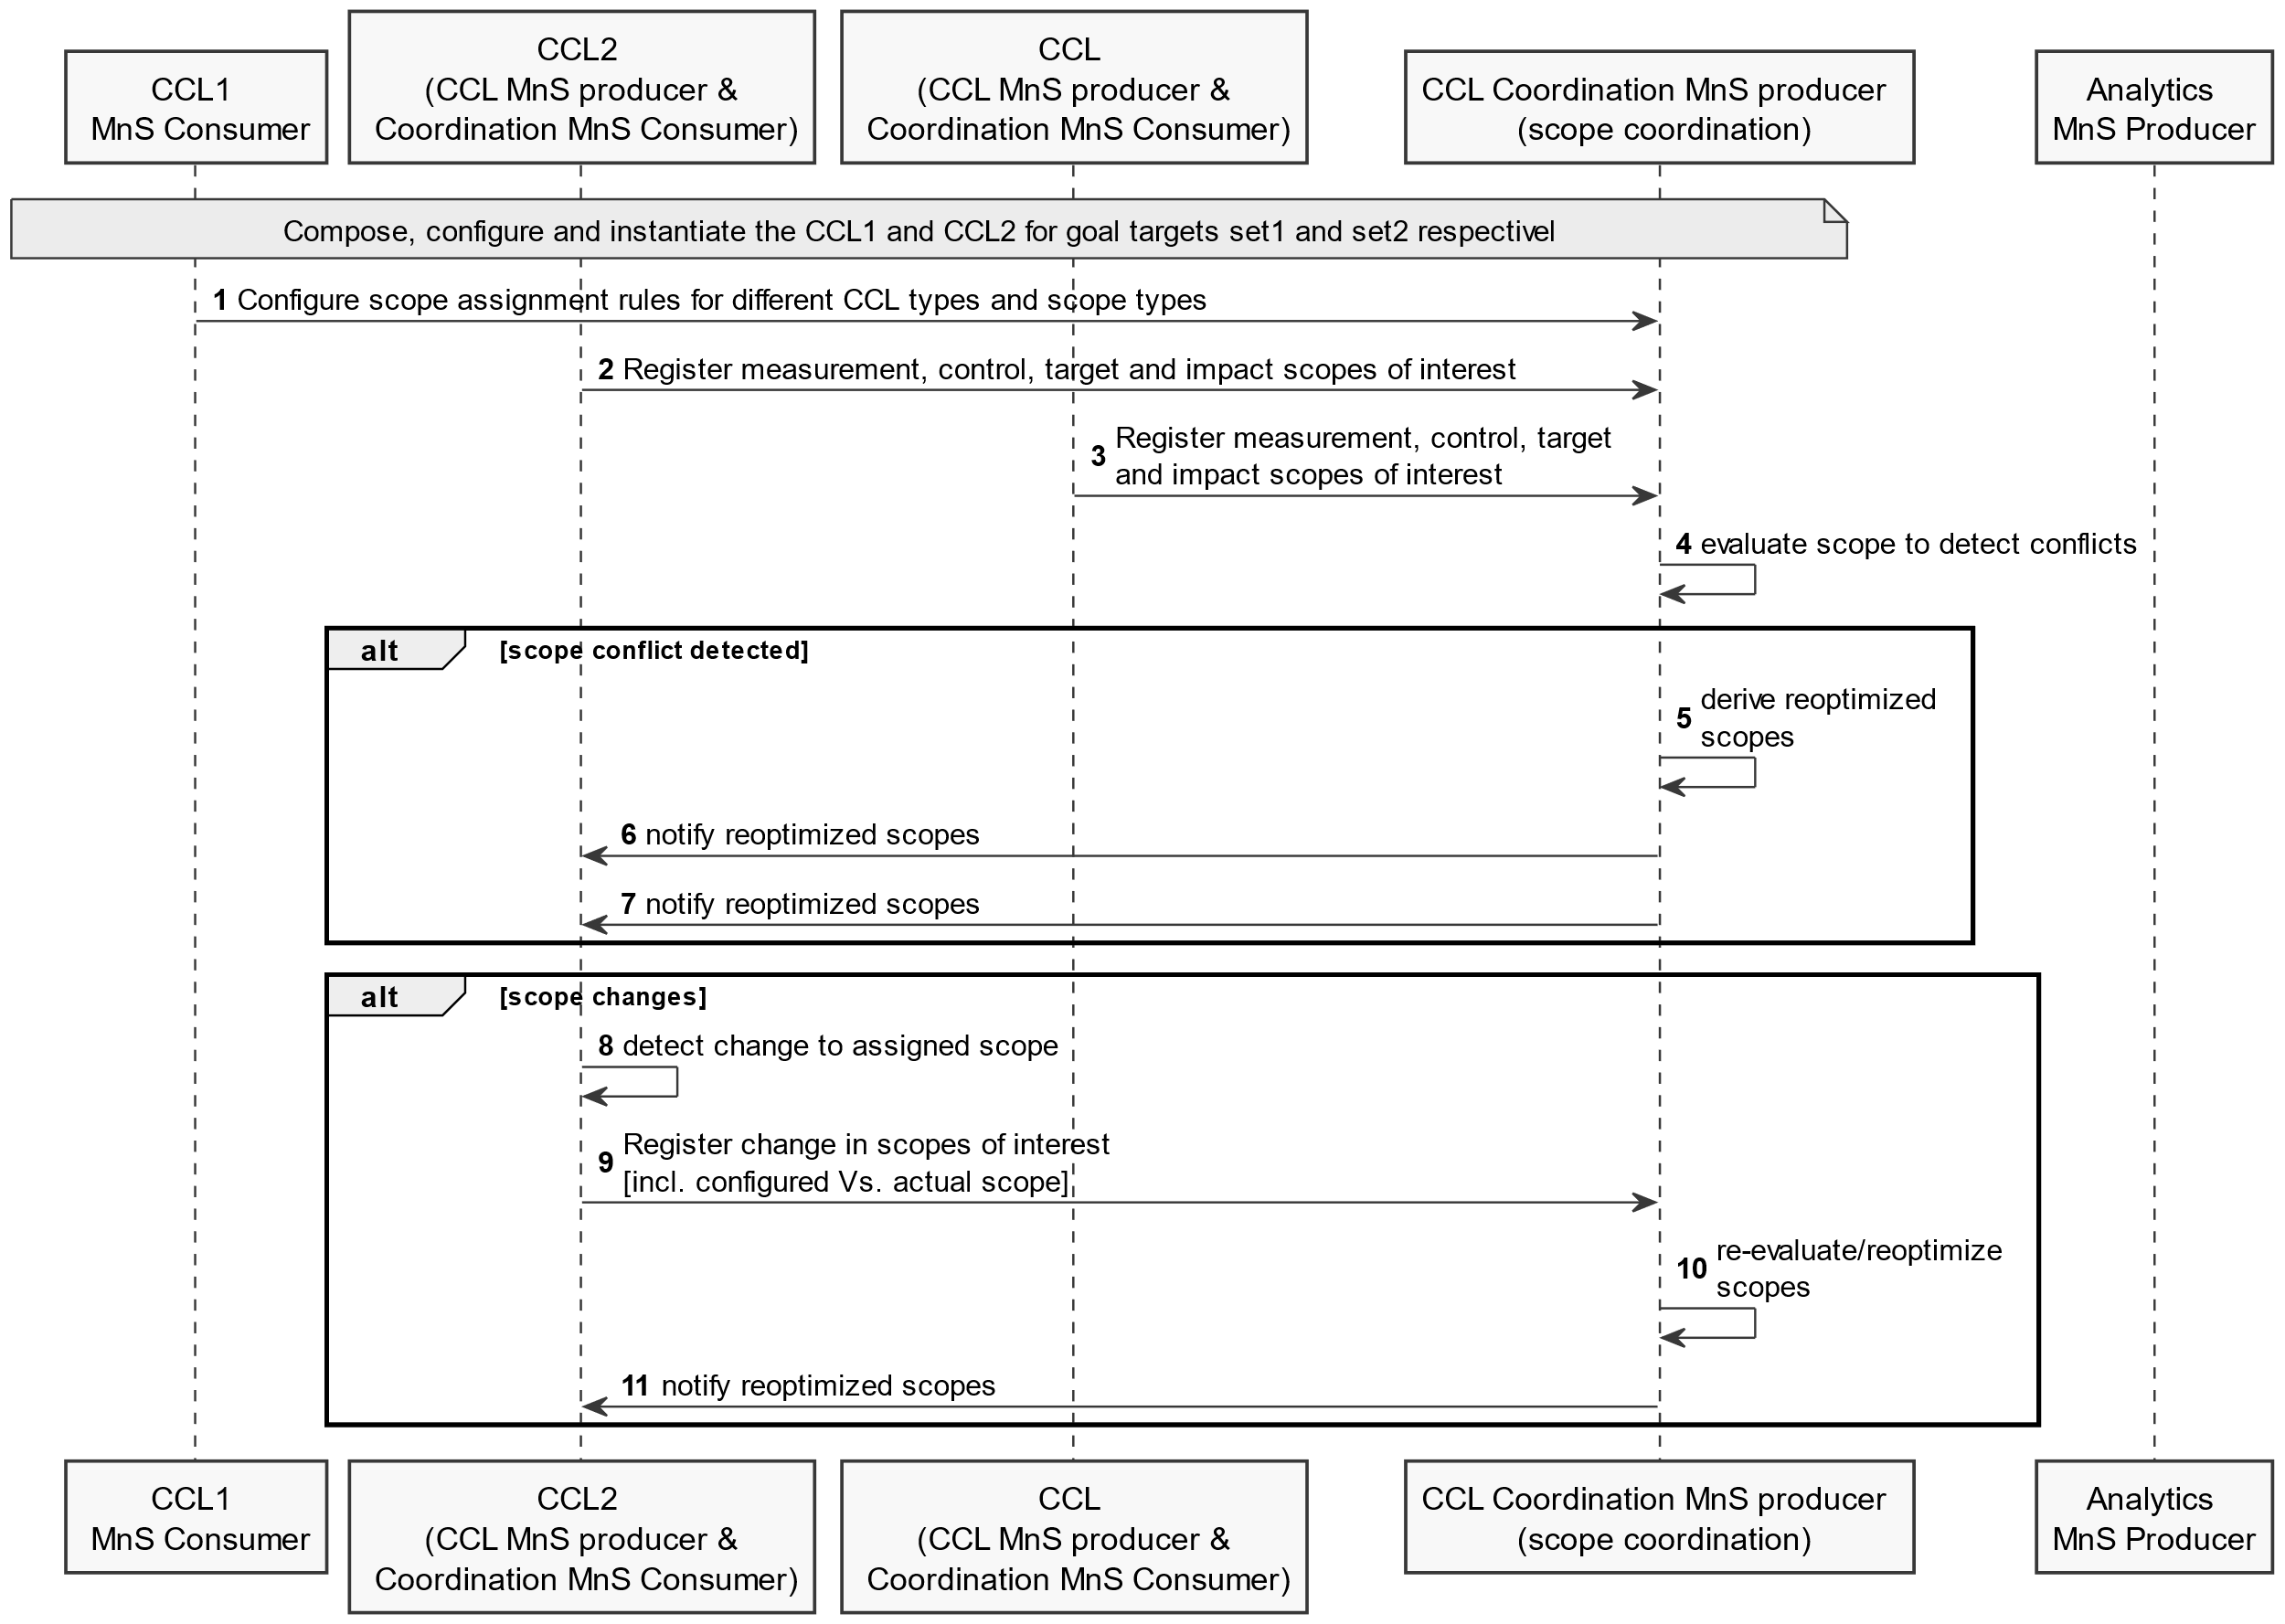 CCL1
MnS Consumer
CCL2
(CCL MnS producer &
Coordination MnS Consumer)
CCL
(CCL MnS producer &
Coordination MnS Consumer)
CCL Coordination MnS producer
(scope coordination)
Analytics
MnS Producer
Compose, configure and instantiate the CCL1 and CCL2 for goal targets set1 and set2 respectivel
1 Configure scope assignment rules for different CCL types and scope types
2 Register measurement, control, target and impact scopes of interest
3 Register measurement, control, target
and impact scopes of interest
4 evaluate scope to detect conflicts
alt [scope conflict detected]
5 derive reoptimized
scopes
6 notify reoptimized scopes
7 notify reoptimized scopes
alt [scope changes]
8 detect change to assigned scope
9 Register change in scopes of interest
[incl. configured Vs. actual scope]
10 re-evaluate/reoptimize
scopes
11 notify reoptimized scopes
CCL1
MnS Consumer
CCL2
(CCL MnS producer &
Coordination MnS Consumer)
CCL
(CCL MnS producer &
Coordination MnS Consumer)
CCL Coordination MnS producer
(scope coordination)
Analytics
MnS Producer